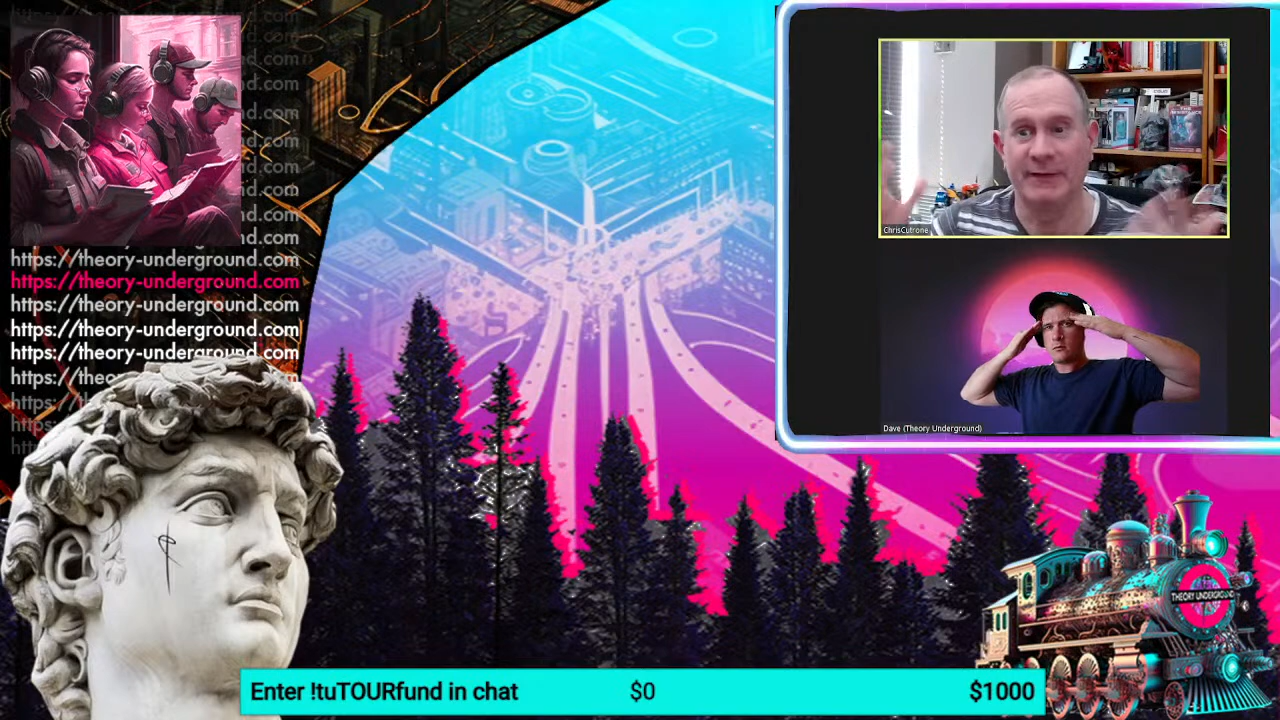 https://theory-underground.com
https://theory-underground.com
https://theory-underground.com
https://theory-underground.com
https://theory-underground.com
ChrisCutrone
Dave (Theory Underground)
THEORY UNDERGROUND
Enter !tuTOURfund in chat
$0
$1000